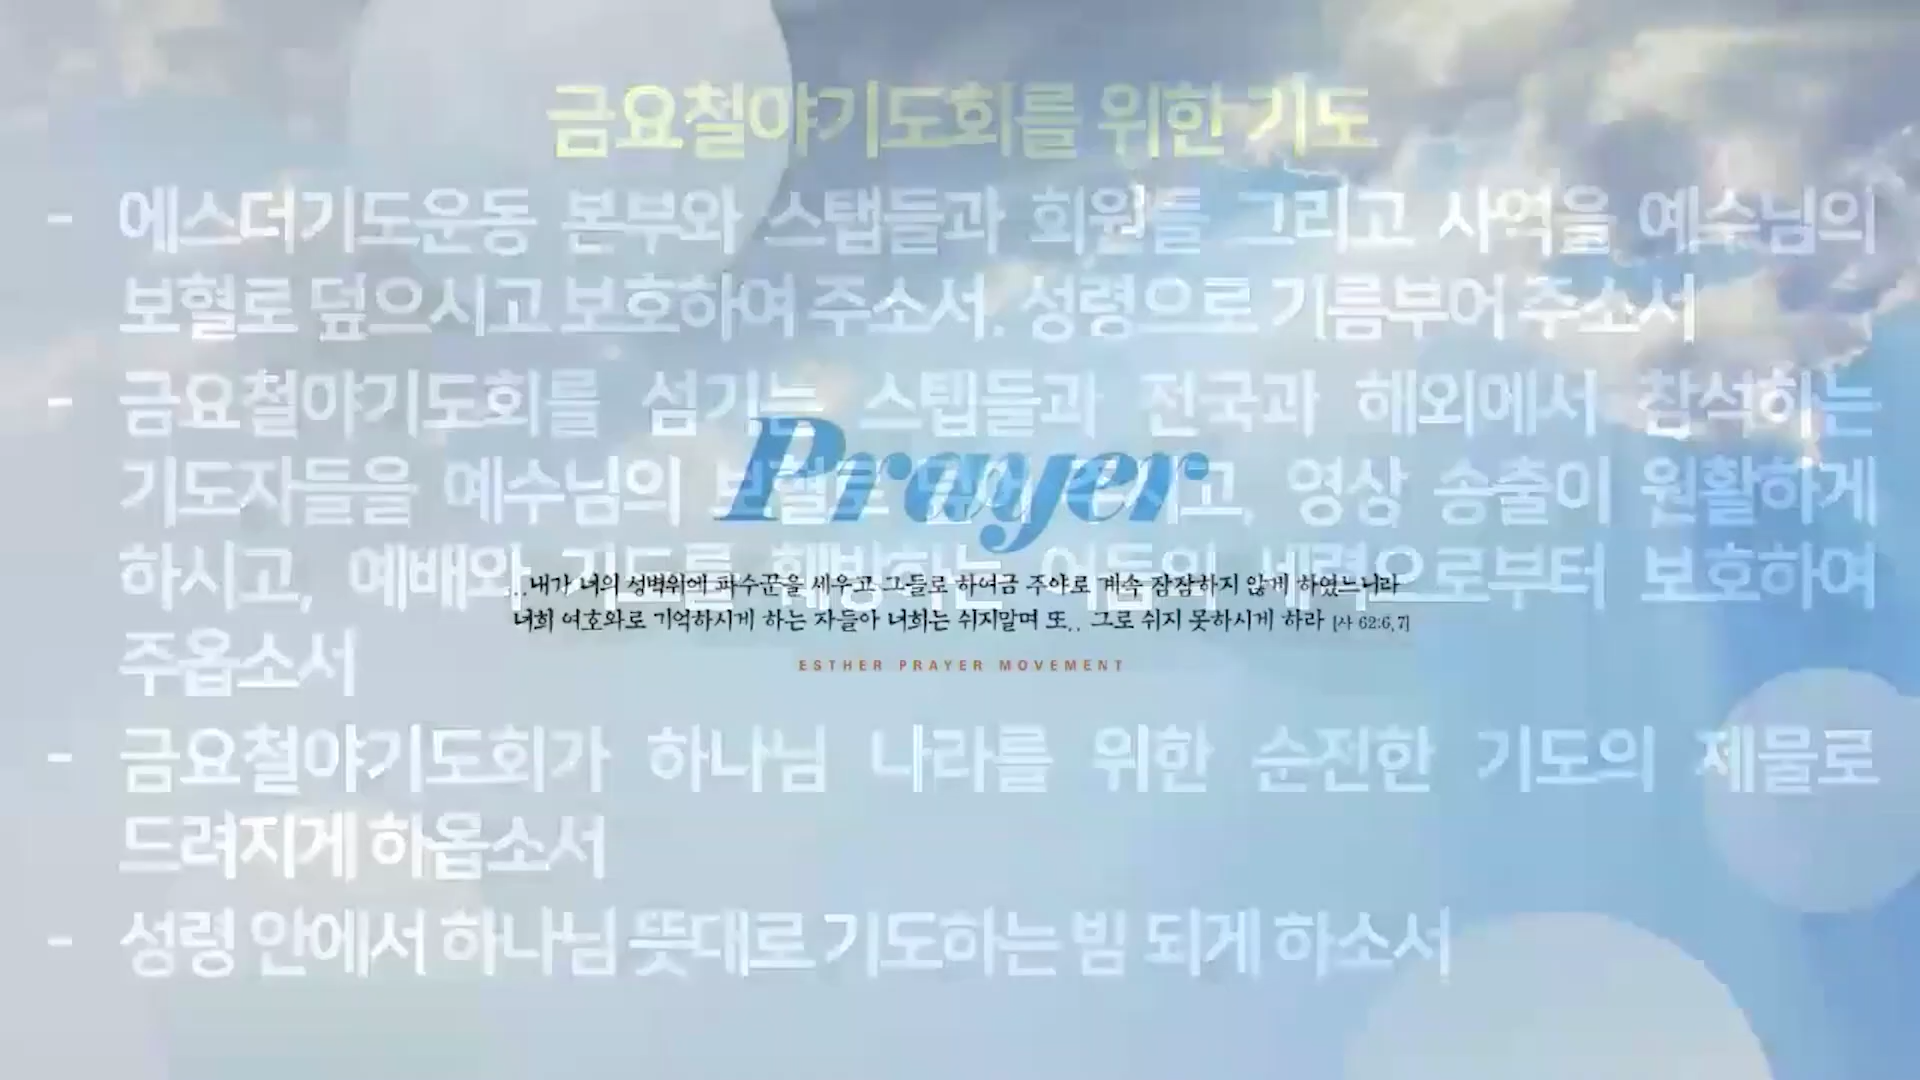 금요철야기도회를 위한 기도
- 에스더기도운동 본부와 스탭들과 회원들 그리고 사역을 예수님의
보혈로 덮으시고 보호하여 주소서. 성령으로 기름부어 주소서
- 금요철야기도회를 섬기는 스탭들과 전국과 해외에서 참석하는
기도자들을 예수님의 보혈로 고, 영상 송출이 원활하게
하시고, 예배와 기도를 어둠의 세력으로부터 보호하여
주옵소서
- 금요철야기도회가 하나님 나라를 위한 순전한 기도의 제물로
드려지게 하옵소서
- 성령 안에서 하나님 뜻대로 기도하는 밤 되게 하소서
Prayer
...내가 너의 성벽위에 파수꾼을 세우고 그들로 하여금 주야로 계속 잠잠하지 않게 하였느니라
너희 여호와로 기억하시게 하는 자들아 너희는 쉬지말며 또.. 그로 쉬지 못하시게 하라 [사 62:6,7]
ESTHER PRAYER MOVEMENT